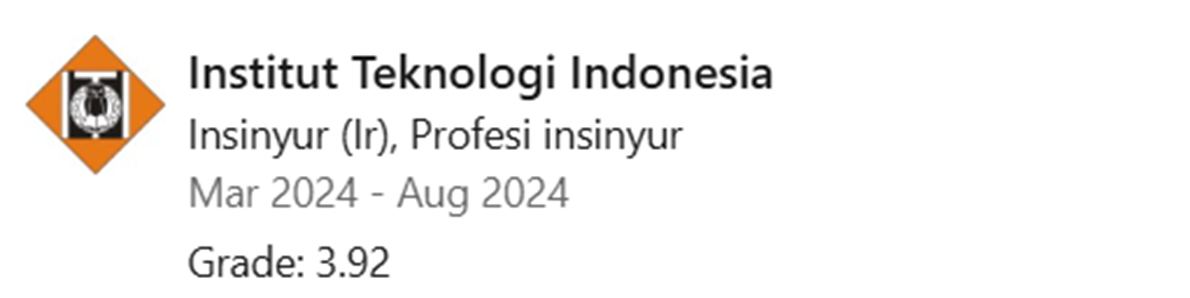 Institut Teknologi Indonesia
Insinyur (Ir), Profesi insinyur
Mar 2024 - Aug 2024
Grade: 3.92